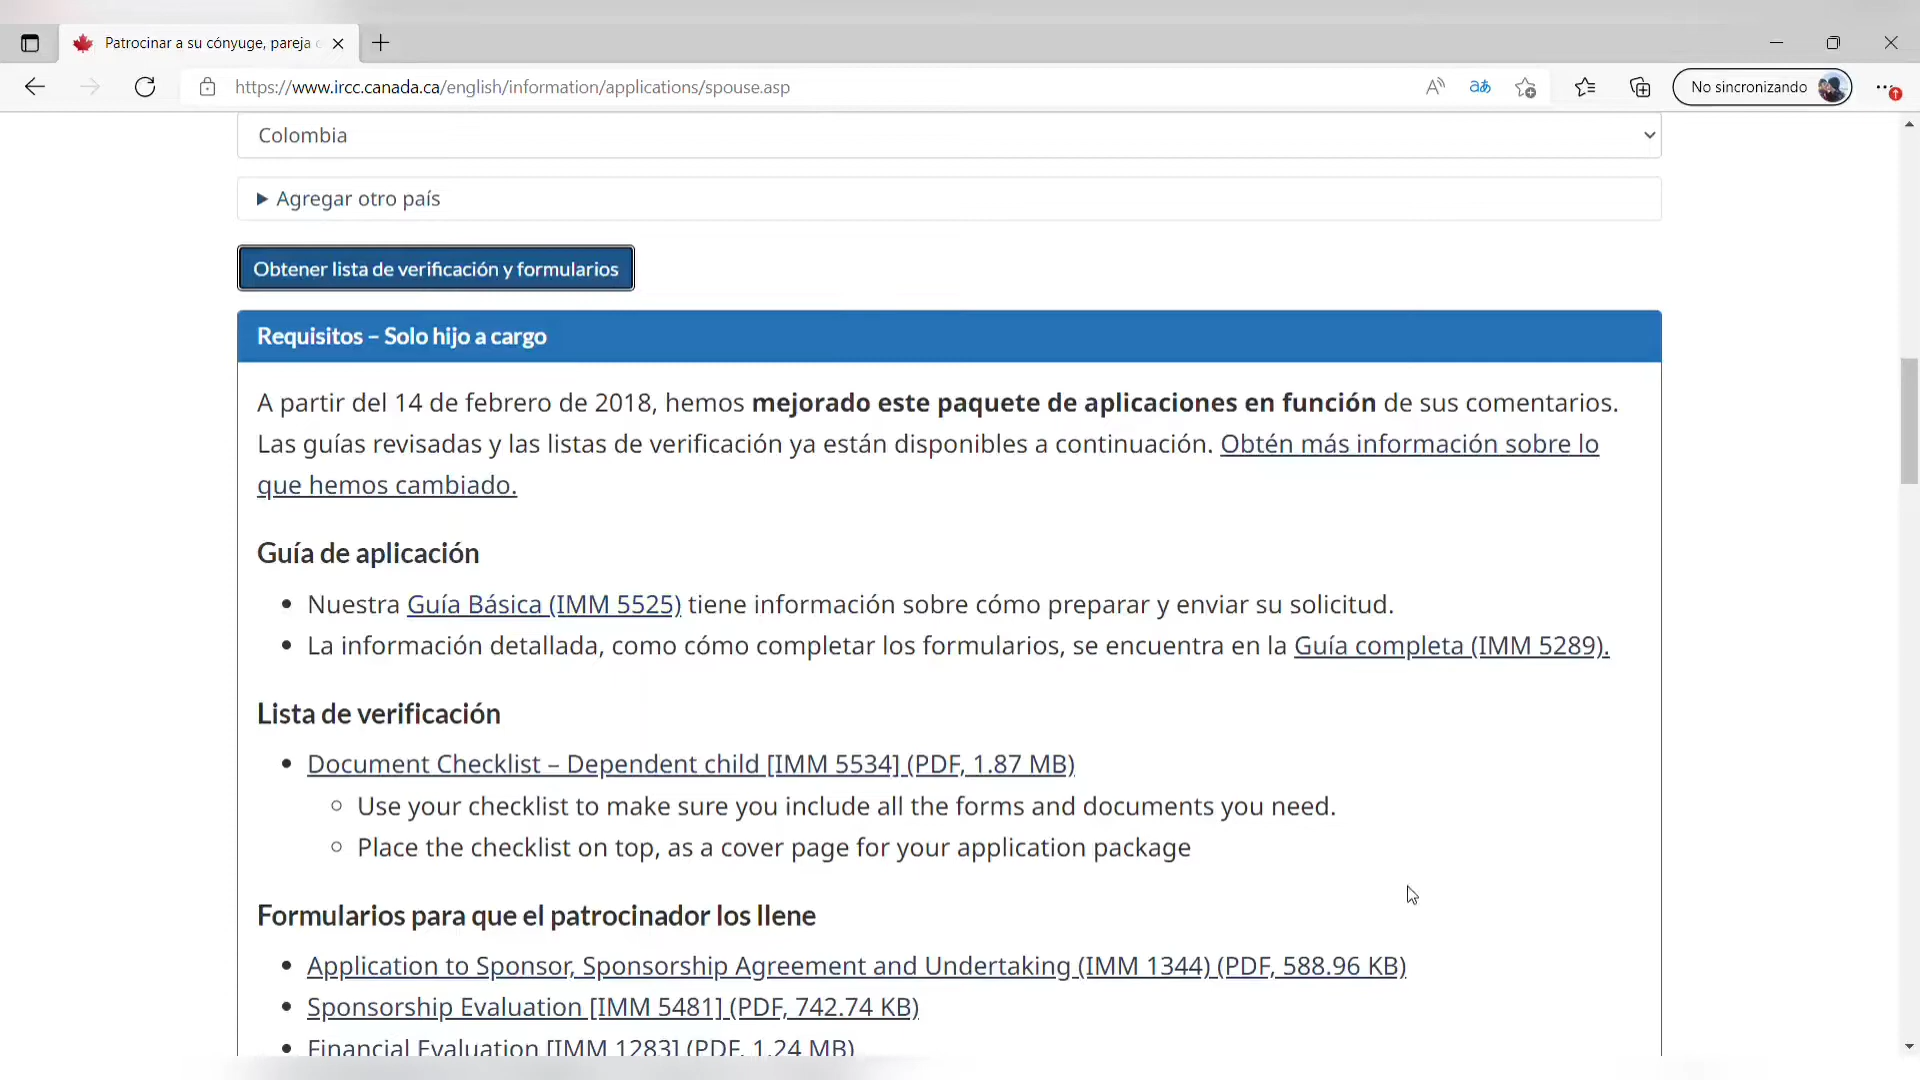 Patrocinar a su cónyuge, pareja
https://www.ircc.canada.ca/english/information/applications/spouse.asp
No sincronizando
Colombia
Agregar otro país
Obtener lista de verificación y formularios
Requisitos – Solo hijo a cargo
A partir del 14 de febrero de 2018, hemos mejorado este paquete de aplicaciones en función de sus comentarios.
Las guías revisadas y las listas de verificación ya están disponibles a continuación. Obtén más información sobre lo
que hemos cambiado.
Guía de aplicación
Nuestra Guía Básica (IMM 5525) tiene información sobre cómo preparar y enviar su solicitud.
La información detallada, como cómo completar los formularios, se encuentra en la Guía completa (IMM 5289).
Lista de verificación
Document Checklist – Dependent child [IMM 5534] (PDF, 1.87 MB)
Use your checklist to make sure you include all the forms and documents you need.
Place the checklist on top, as a cover page for your application package
Formularios para que el patrocinador los llene
Application to Sponsor, Sponsorship Agreement and Undertaking (IMM 1344) (PDF, 588.96 KB)
Sponsorship Evaluation [IMM 5481] (PDF, 742.74 KB)
Financial Evaluation [IMM 1283] (PDF, 1.24 MB)